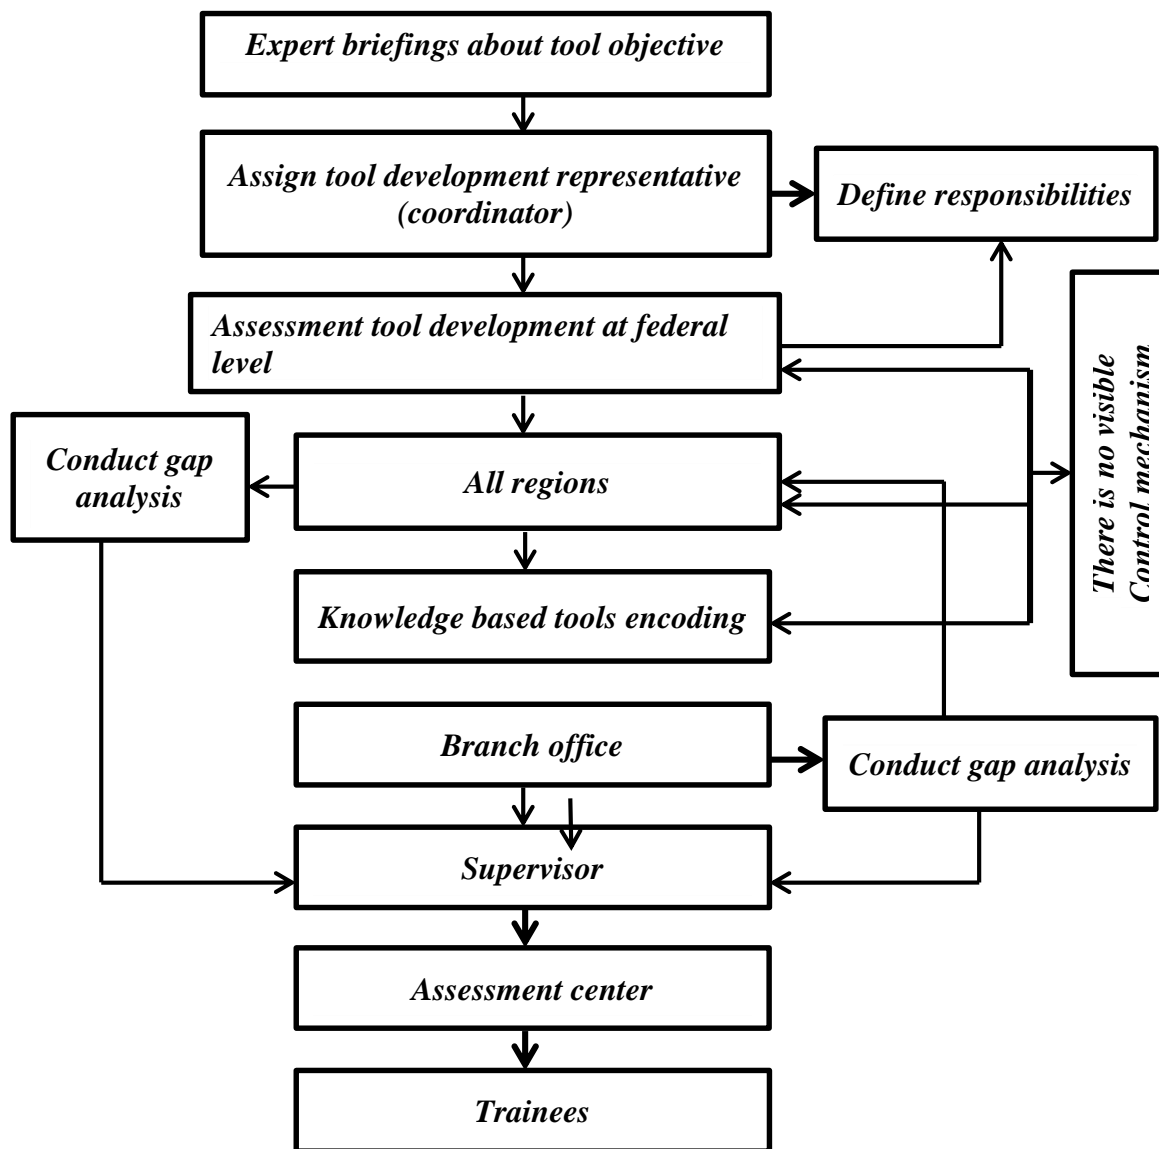 Expert briefings about tool objective
Assign tool development representative
(coordinator)
Define responsibilities
Assessment tool development at federal
level
There is no visible
Control mechanism
Conduct gap
analysis
All regions
Knowledge based tools encoding
Branch office
Conduct gap analysis
Supervisor
Assessment center
Trainees